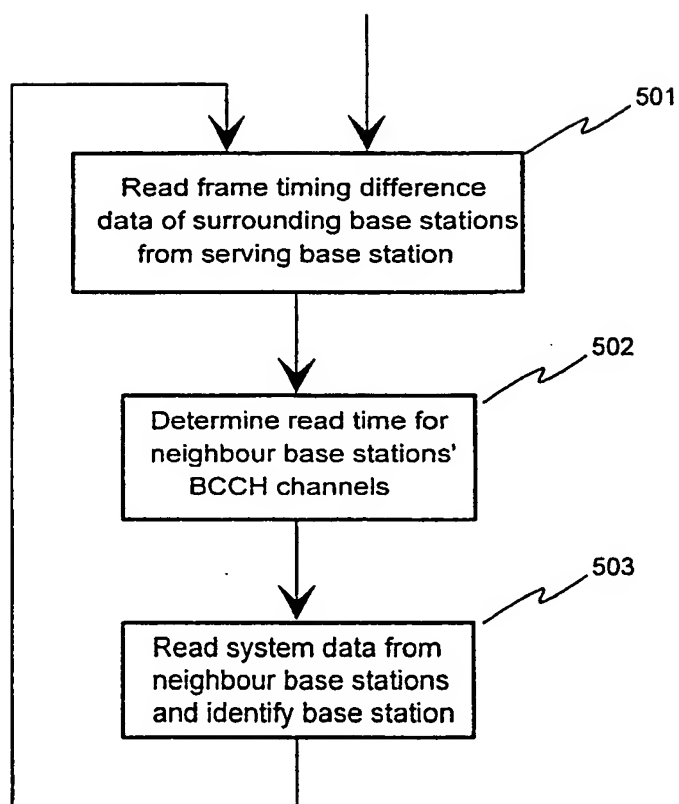 501
Read frame timing difference
data of surrounding base stations
from serving base station
502
Determine read time for
neighbour base stations'
BCCH channels
503
Read system data from
neighbour base stations
and identify base station